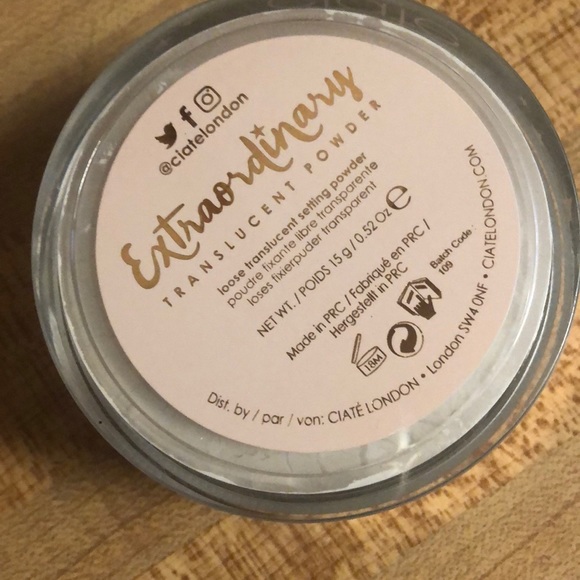 @ciatelondon
Extraordinary
TRANSLUCENT POWDER
loose translucent setting powder
poudre fixante libre transparente
loses fixierpuder transparent
NET WT. / POIDS 15 g / 0.52 Oz e
Made in PRC / Fabriqué en PRC /
Hergestellt in PRC
Batch Code
109
18M
Dist. by / par / von: CIATÉ LONDON • London SW4 0NF • CIATELONDON.COM